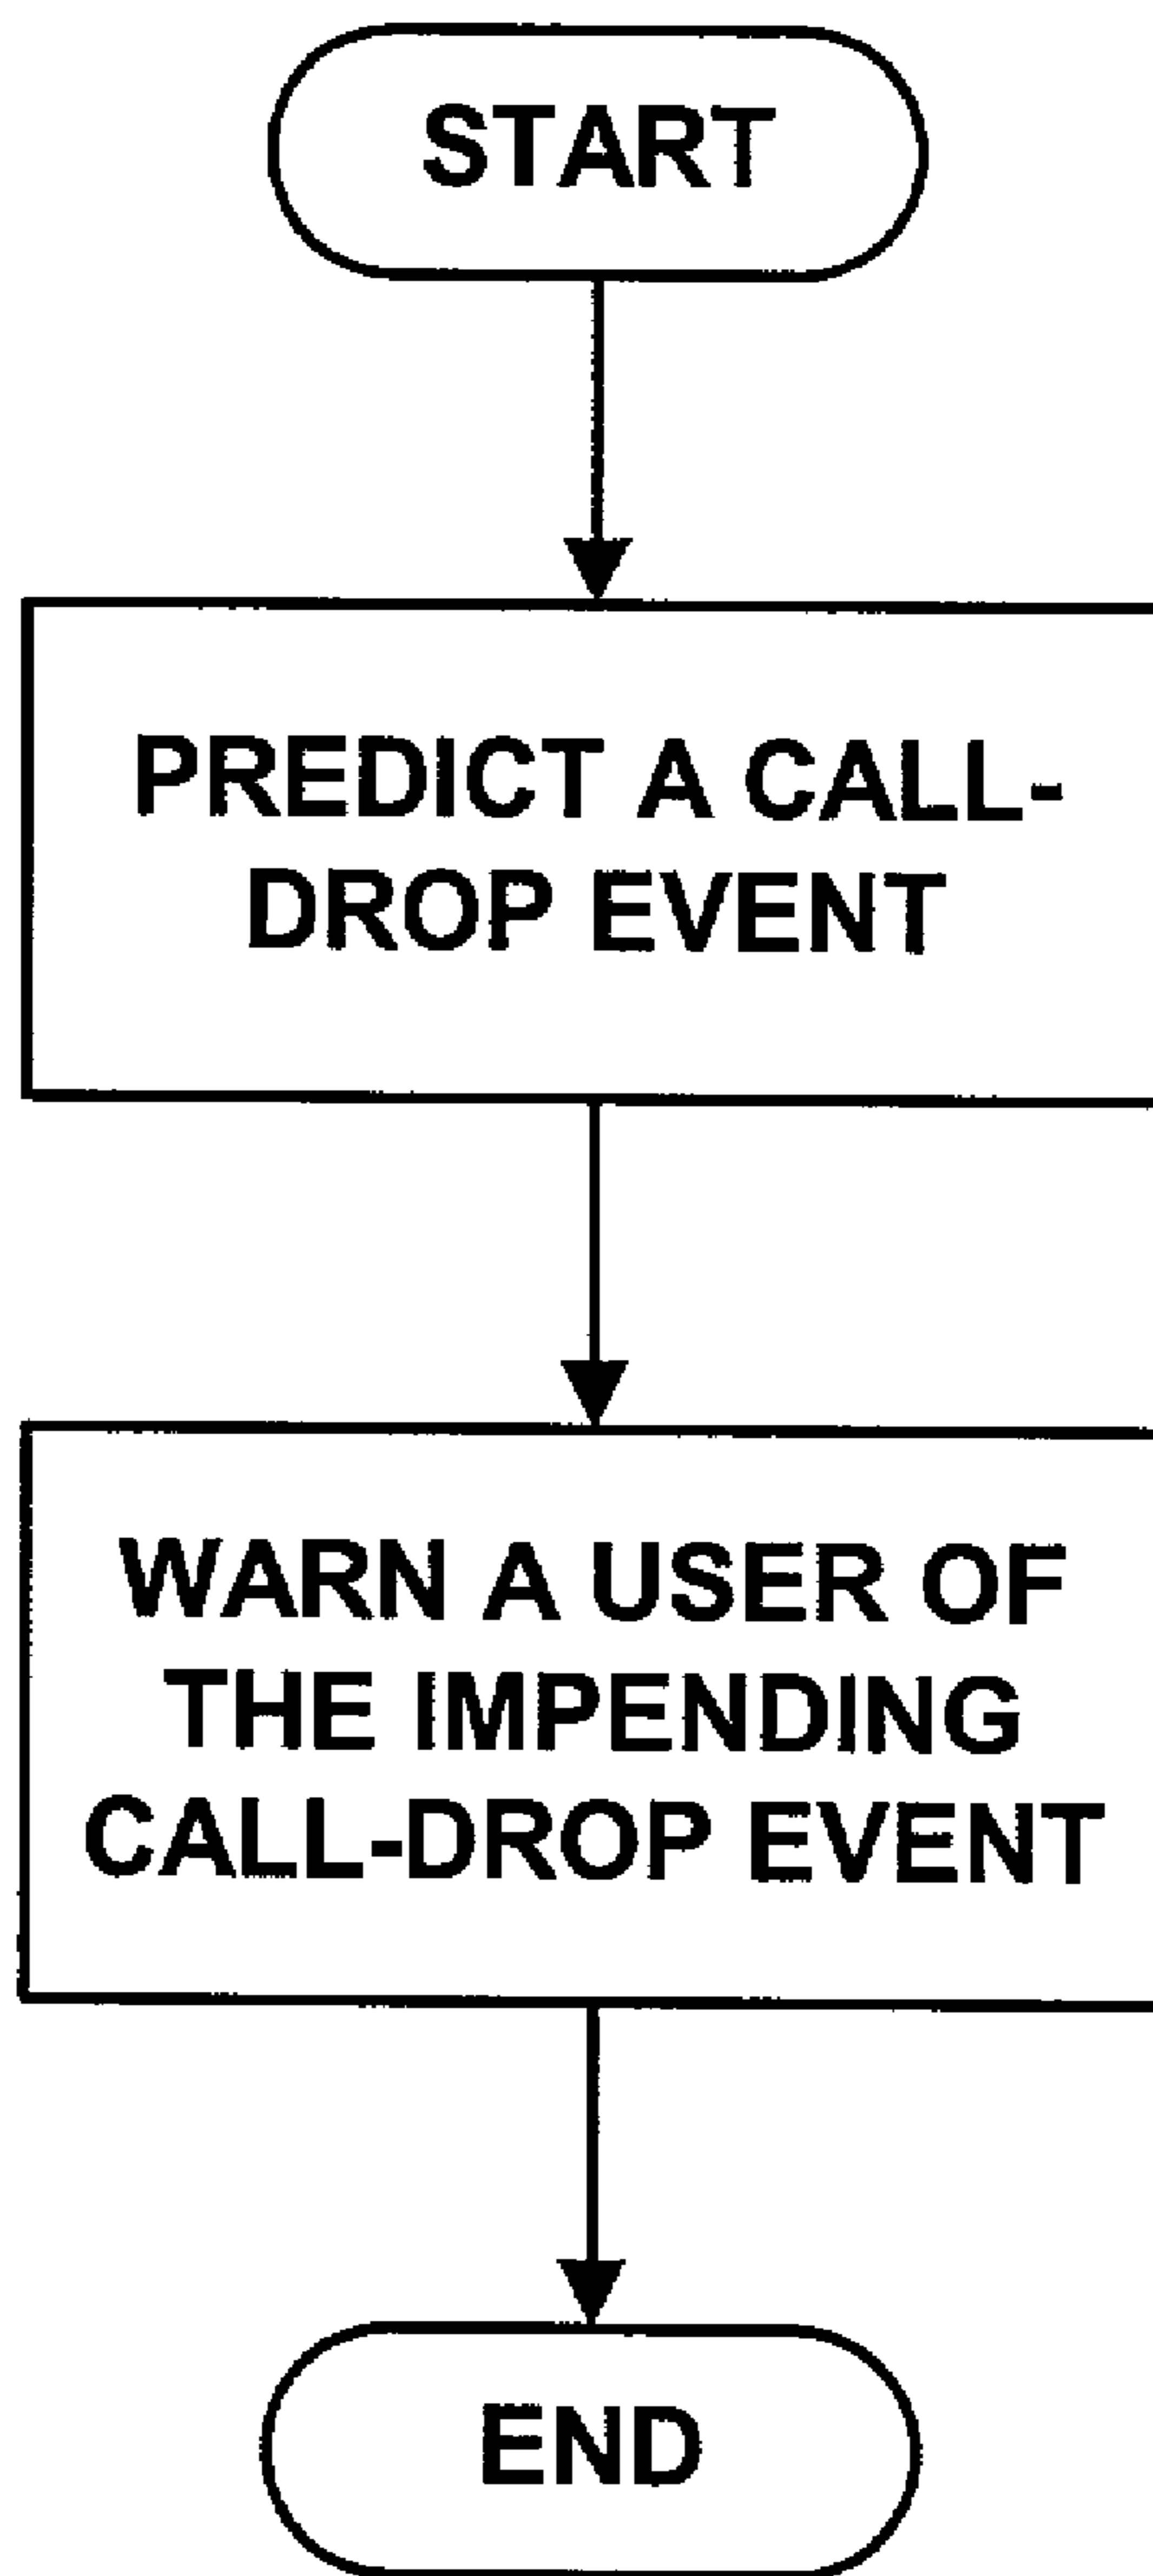 START
PREDICT A CALL-
DROP EVENT
WARN A USER OF
THE IMPENDING
CALL-DROP EVENT
END